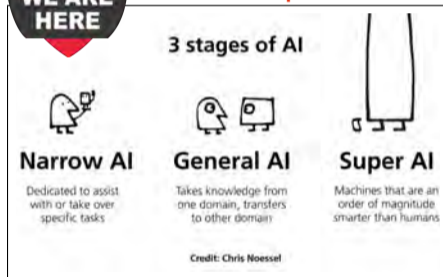 WE ARE
HERE
3 stages of AI
Narrow AI
Dedicated to assist
with or take over
specific tasks
General AI
Takes knowledge from
one domain, transfers
to other domain
Super AI
Machines that are an
order of magnitude
smarter than humans
Credit: Chris Noessel